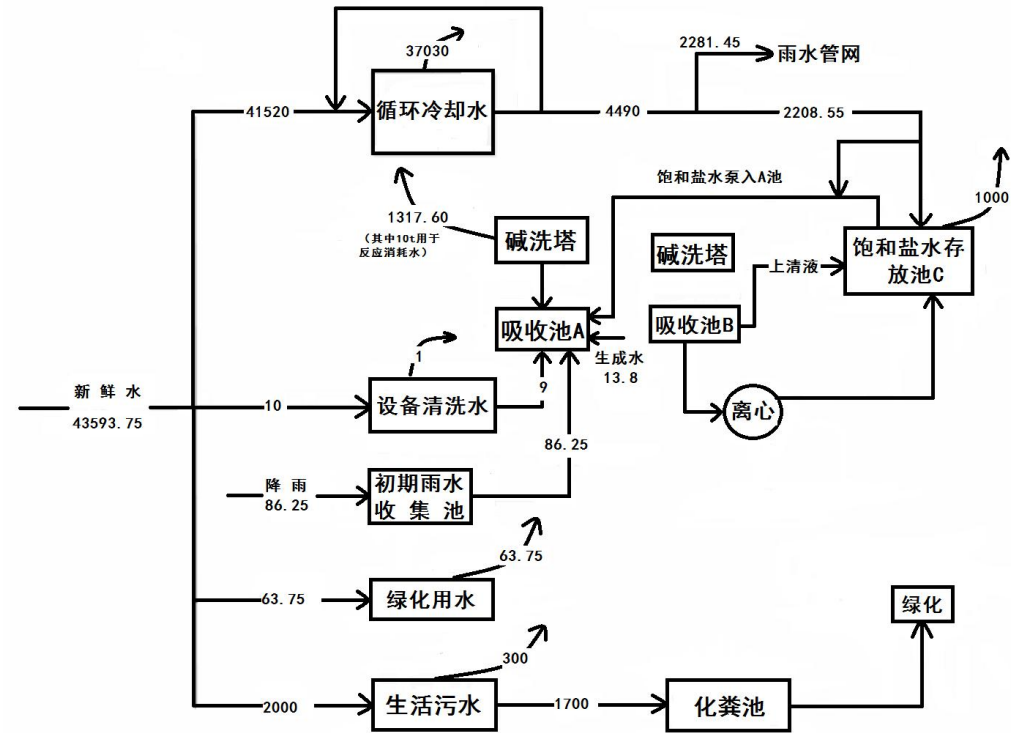 37030
2281.45
雨水管网
41520
循环冷却水
4490
2208.55
饱和盐水泵入A池
1000
1317.60
(其中10t用于
反应消耗水)
碱洗塔
碱洗塔
饱和盐水存
放池C
上清液
吸收池A
吸收池B
生成水
13.8
1
9
新鲜水
43593.75
10
设备清洗水
离心
86.25
降雨
86.25
初期雨水
收集池
63.75
63.75
绿化用水
绿化
300
2000
生活污水
1700
化粪池